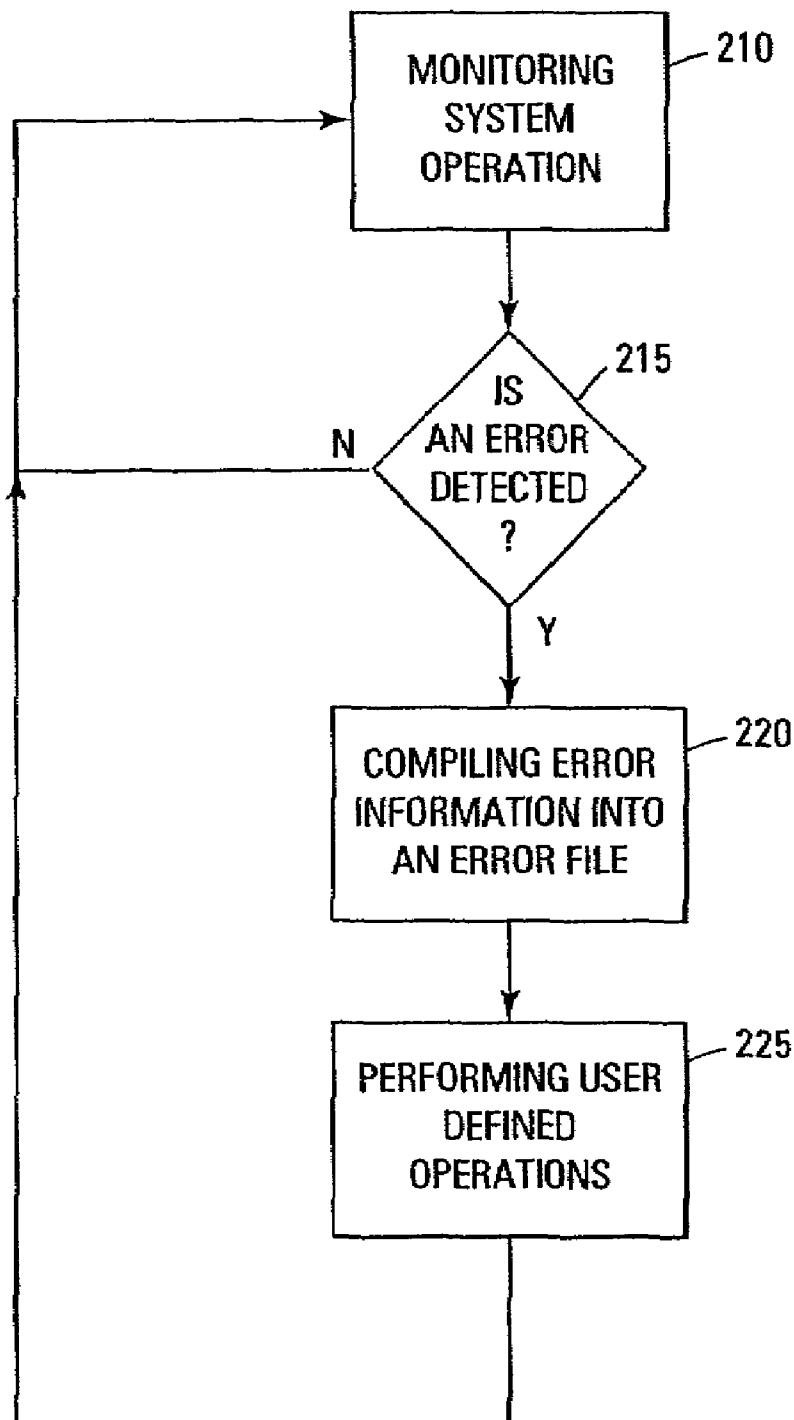 MONITORING
SYSTEM
OPERATION
210
IS
AN ERROR
DETECTED
?
215
N
Y
COMPILING ERROR
INFORMATION INTO
AN ERROR FILE
220
PERFORMING USER
DEFINED
OPERATIONS
225